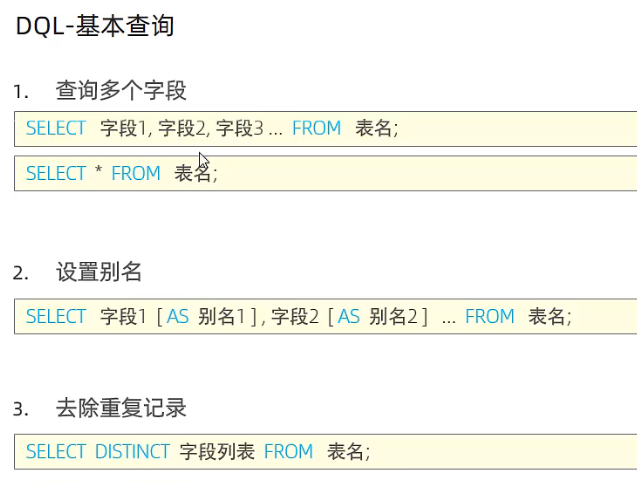 DQL-基本查询
1. 查询多个字段
SELECT 字段1, 字段2, 字段3 ... FROM 表名;
SELECT * FROM 表名;
2. 设置别名
SELECT 字段1 [ AS 别名1 ] , 字段2 [ AS 别名2 ] ... FROM 表名;
3. 去除重复记录
SELECT DISTINCT 字段列表 FROM 表名;